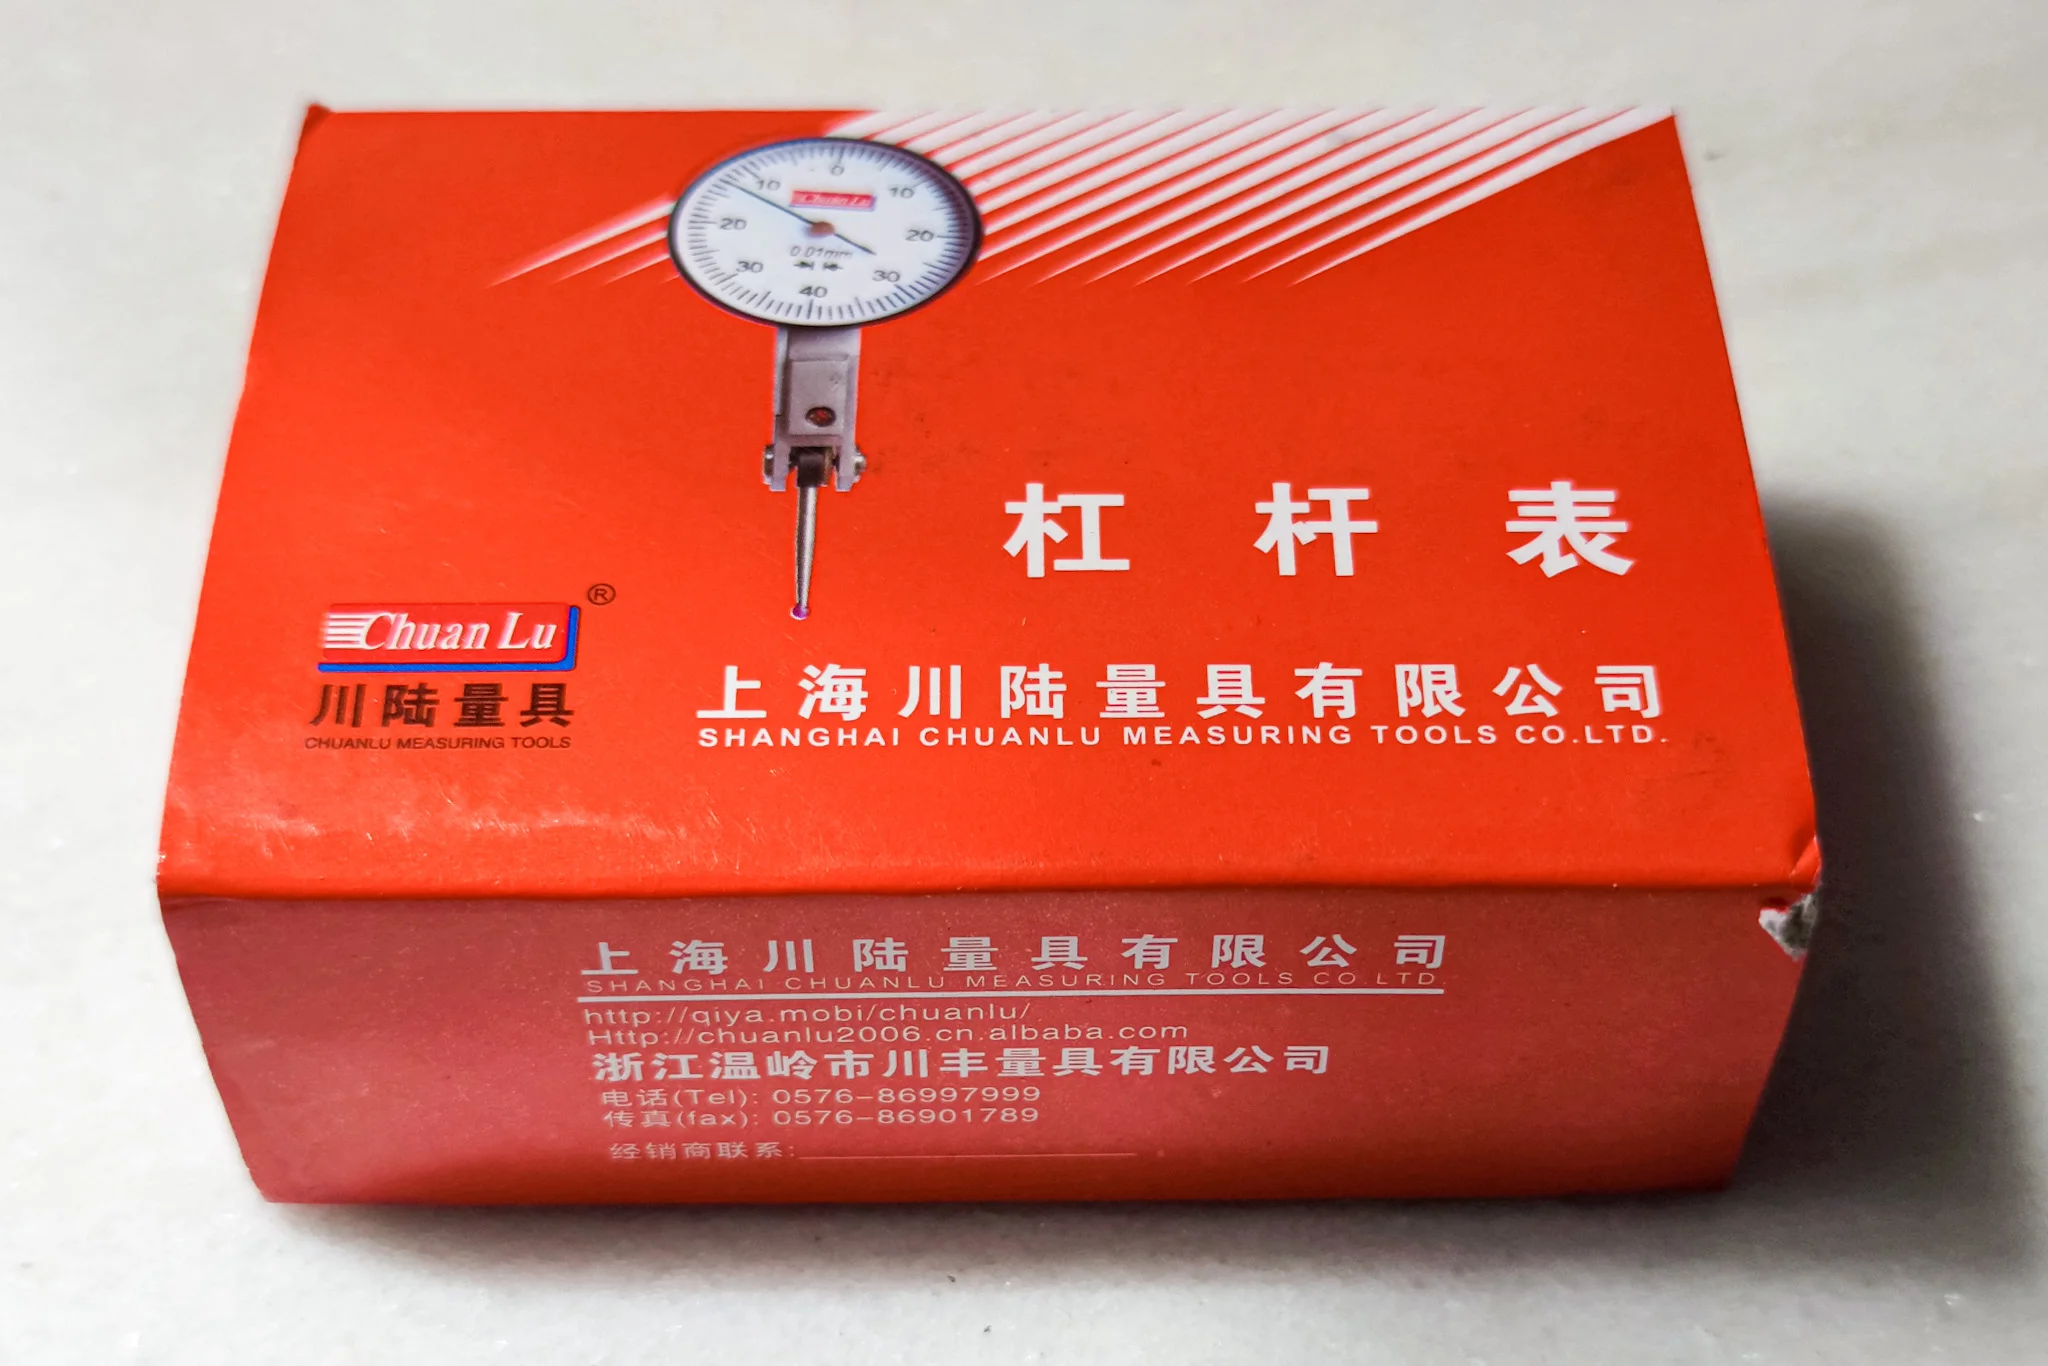 0
10 Chuan Lu 10
20 20
0.01mm
30 30
40
杠杆表
Chuan Lu ®
川陆量具
CHUANLU MEASURING TOOLS
上海川陆量具有限公司
SHANGHAI CHUANLU MEASURING TOOLS CO.LTD.
上海川陆量具有限公司
SHANGHAI CHUANLU MEASURING TOOLS CO.LTD.
http://qiya.mobi/chuanlu/
Http://chuanlu2006.cn.albaba.com
浙江温岭市川丰量具有限公司
电话(Tel): 0576-86997999
传真(fax): 0576-86901789
经销商联系: